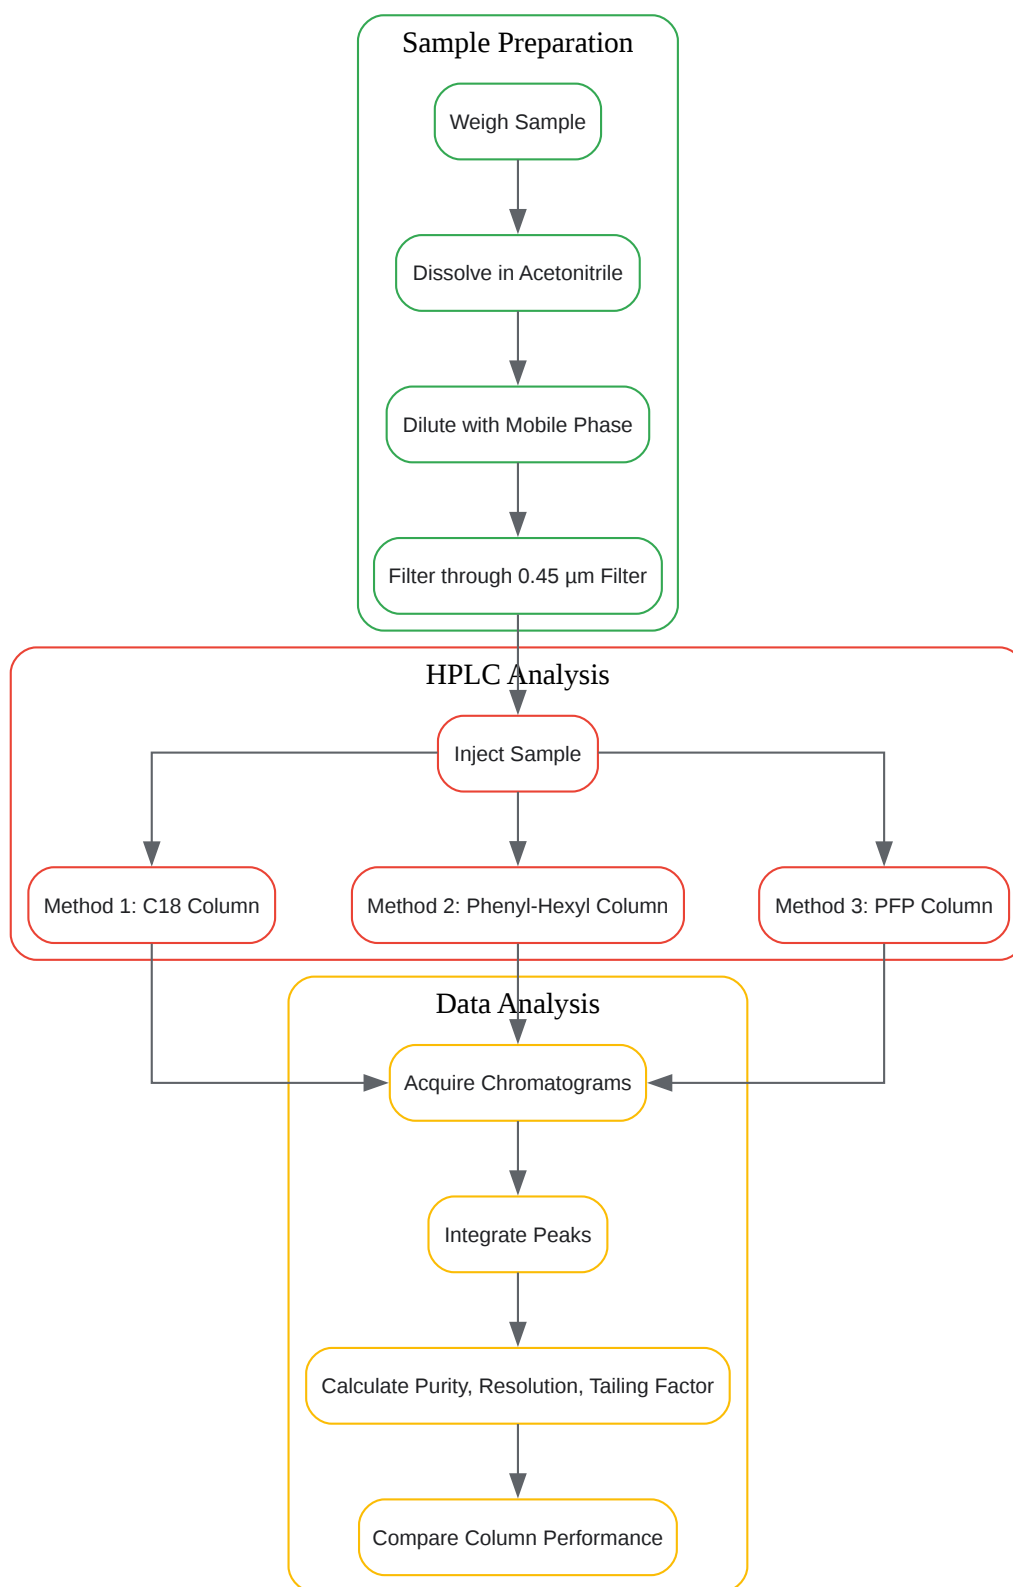 Sample Preparation
Weigh Sample
Dissolve in Acetonitrile
Dilute with Mobile Phase
Filter through 0.45 µm Filter
HPLC Analysis
Inject Sample
Method 1: C18 Column
Method 2: Phenyl-Hexyl Column
Method 3: PFP Column
Data Analysis
Acquire Chromatograms
Integrate Peaks
Calculate Purity, Resolution, Tailing Factor
Compare Column Performance